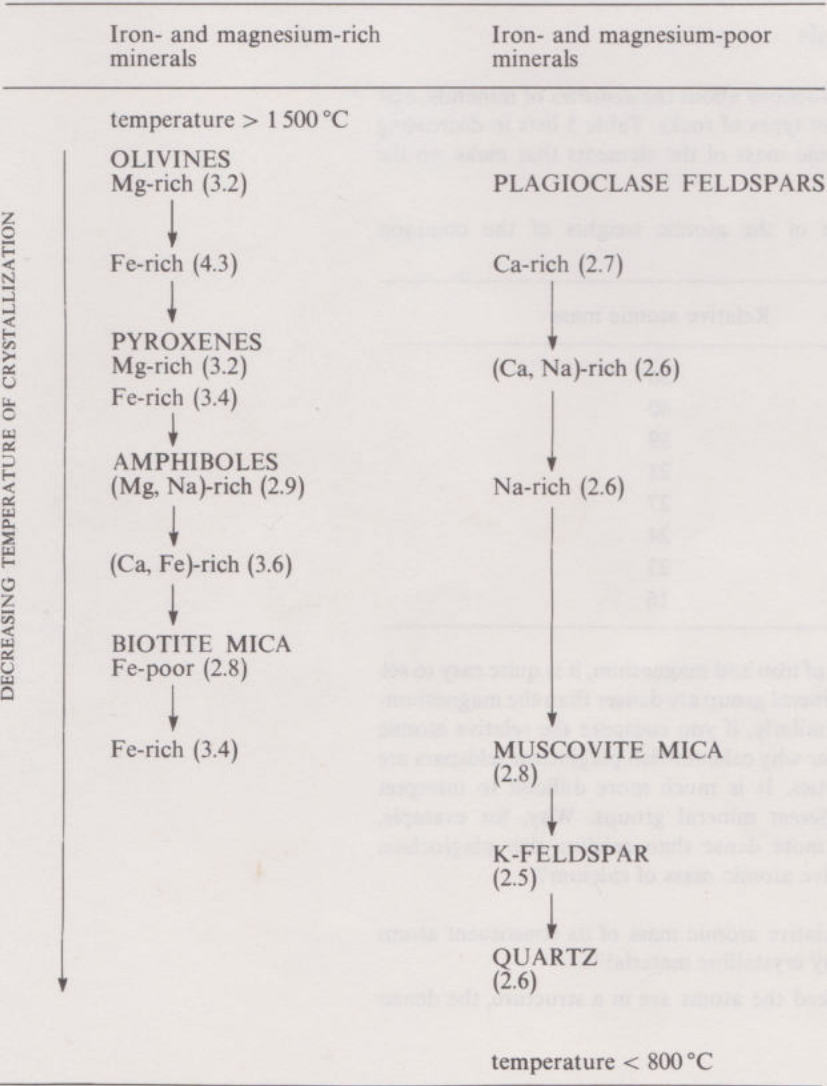 Iron- and magnesium-rich
minerals
Iron- and magnesium-poor
minerals
temperature > 1 500 °C
DECREASING TEMPERATURE OF CRYSTALLIZATION
OLIVINES
Mg-rich (3.2)
Fe-rich (4.3)
PYROXENES
Mg-rich (3.2)
Fe-rich (3.4)
AMPHIBOLES
(Mg, Na)-rich (2.9)
(Ca, Fe)-rich (3.6)
BIOTITE MICA
Fe-poor (2.8)
Fe-rich (3.4)
PLAGIOCLASE FELDSPARS
Ca-rich (2.7)
(Ca, Na)-rich (2.6)
Na-rich (2.6)
MUSCOVITE MICA
(2.8)
K-FELDSPAR
(2.5)
QUARTZ
(2.6)
temperature < 800 °C